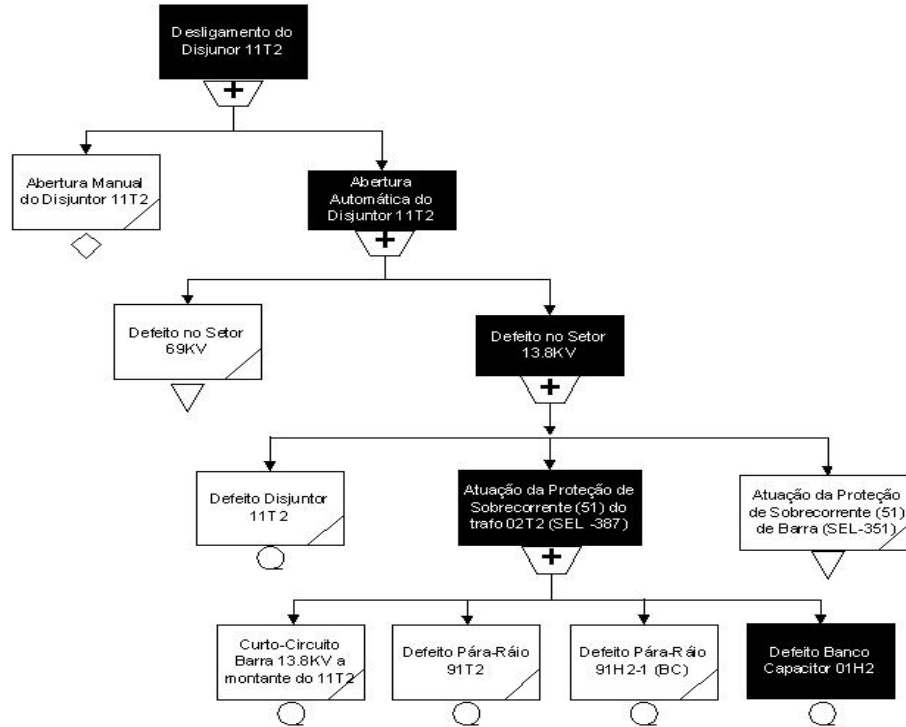 Desligamento do
Disjunor 11T2
+
Abertura Manual
do Disjuntor 11T2
Abertura
Automática do
Disjuntor 11T2
+
Defeito no Setor
69KV
Defeito no Setor
13.8KV
+
Defeito Disjuntor
11T2
Atuação da Proteção de
Sobrecorrente (51) do
trafo 02T2 (SEL -387)
+
Atuação da Proteção
de Sobrecorrente (51)
de Barra (SEL-351)
Curto-Circuito
Barra 13.8KV a
montante do 11T2
Defeito Pára-Ráio
91T2
Defeito Pára-Ráio
91H2-1 (BC)
Defeito Banco
Capacitor 01H2